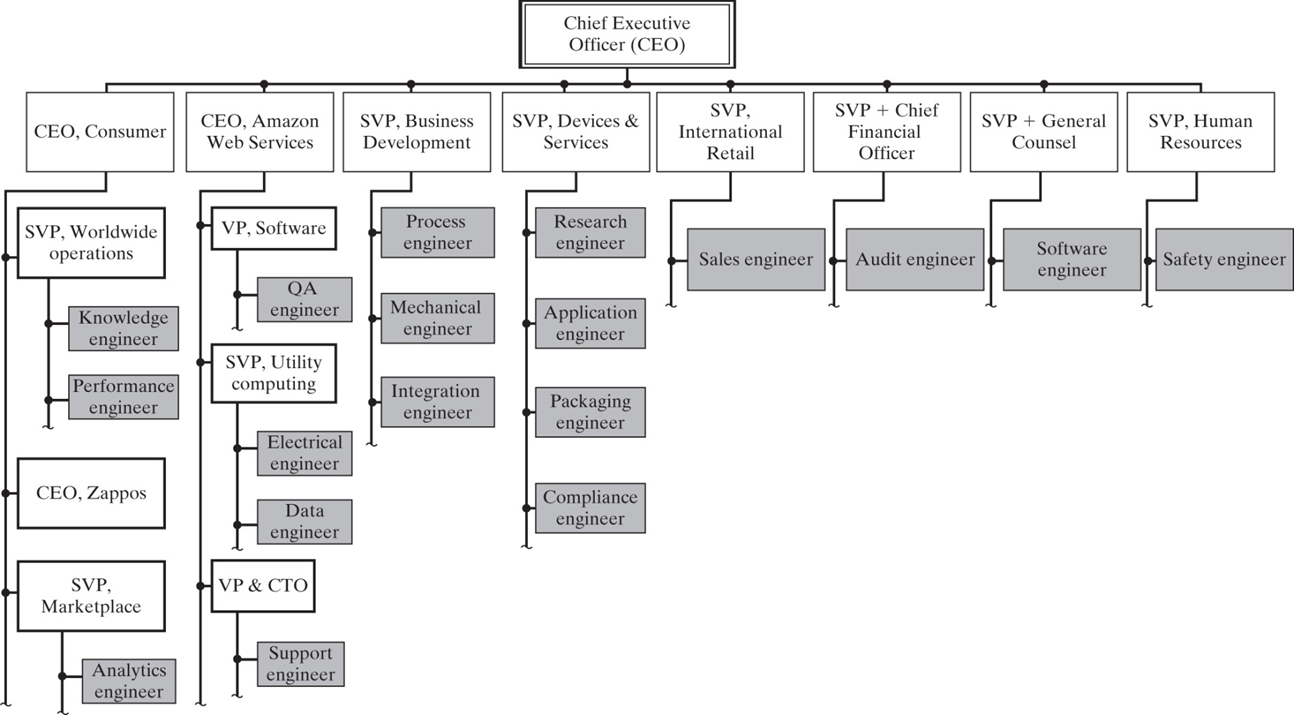 Chief Executive
Officer (CEO)
CEO, Consumer
CEO, Amazon
Web Services
SVP, Business
Development
SVP, Devices &
Services
SVP,
International
Retail
SVP + Chief
Financial
Officer
SVP + General
Counsel
SVP, Human
Resources
SVP, Worldwide
operations
Knowledge
engineer
Performance
engineer
CEO, Zappos
SVP,
Marketplace
Analytics
engineer
VP, Software
QA
engineer
SVP, Utility
computing
Electrical
engineer
Data
engineer
VP & CTO
Support
engineer
Process
engineer
Mechanical
engineer
Integration
engineer
Research
engineer
Application
engineer
Packaging
engineer
Compliance
engineer
Sales engineer
Audit engineer
Software
engineer
Safety engineer